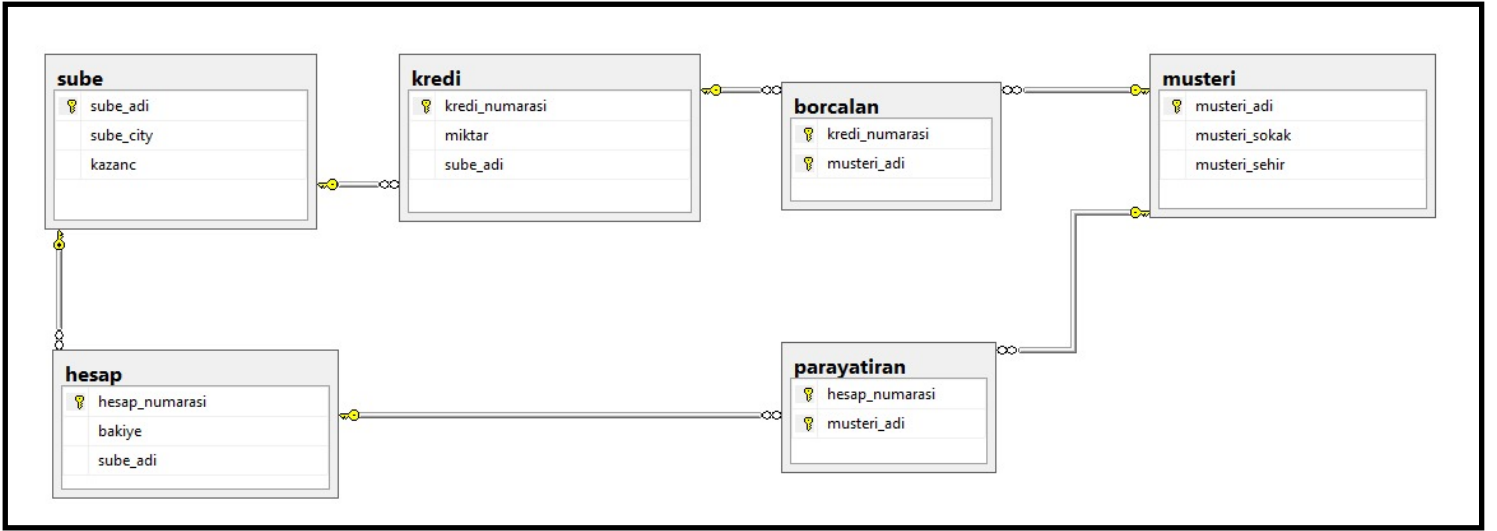 sube
sube_adi
sube_city
kazanc
kredi
kredi_numarasi
miktar
sube_adi
borcalan
kredi_numarasi
musteri_adi
musteri
musteri_adi
musteri_sokak
musteri_sehir
hesap
hesap_numarasi
bakiye
sube_adi
parayatiran
hesap_numarasi
musteri_adi